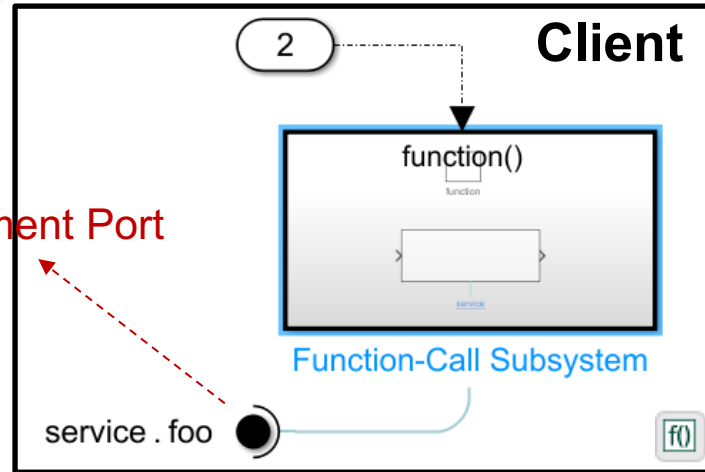 2
Client
function()
function
nent Port
service
Function-Call Subsystem
service . foo
f()